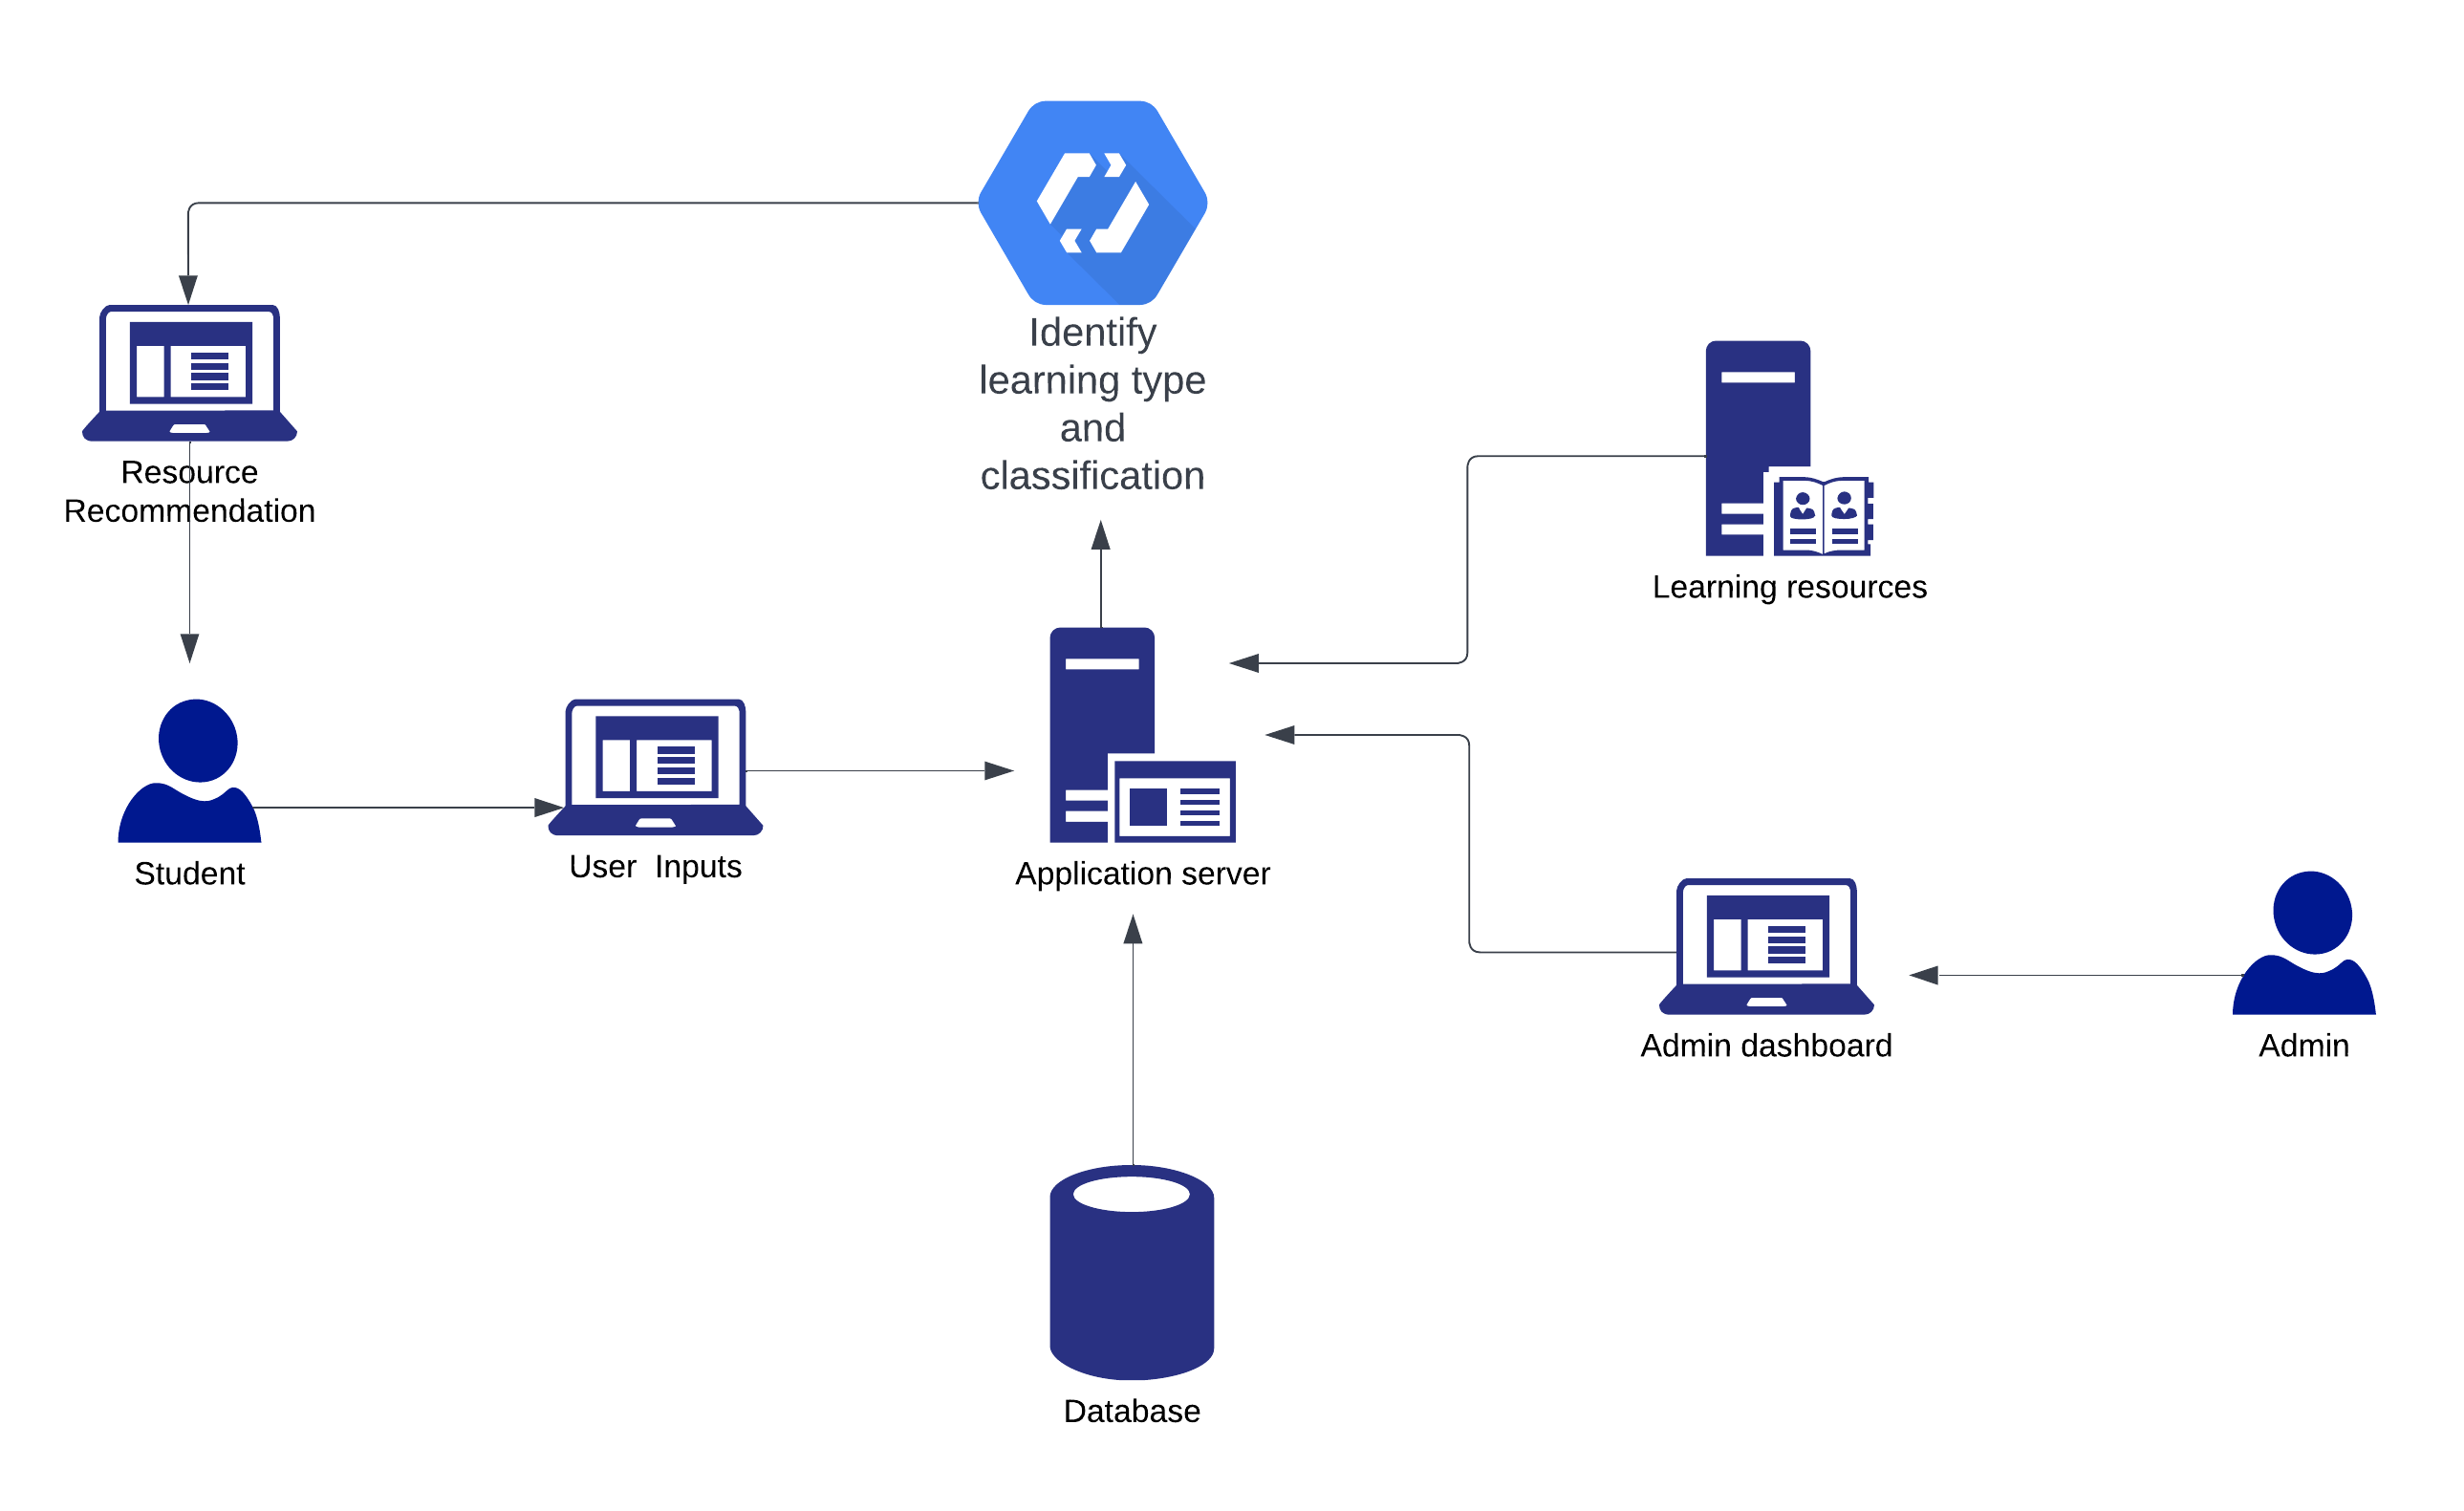 Identify
learning type
and
classification
Resource
Recommendation
Learning resources
Student
User  Inputs
Application server
Admin dashboard
Admin
Database